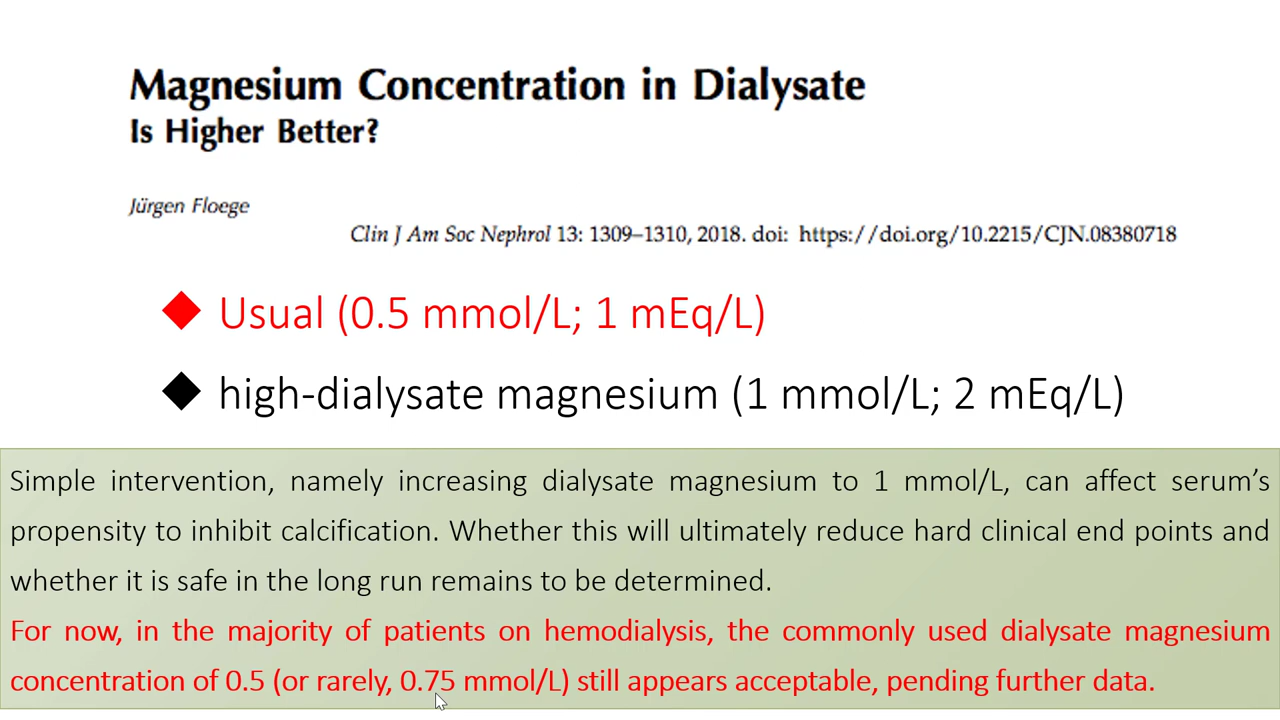 Magnesium Concentration in Dialysate
Is Higher Better?
Jürgen Floege
Clin J Am Soc Nephrol 13: 1309–1310, 2018. doi: https://doi.org/10.2215/CJN.08380718
Usual (0.5 mmol/L; 1 mEq/L)
high-dialysate magnesium (1 mmol/L; 2 mEq/L)
Simple intervention, namely increasing dialysate magnesium to 1 mmol/L, can affect serum’s
propensity to inhibit calcification. Whether this will ultimately reduce hard clinical end points and
whether it is safe in the long run remains to be determined.
For now, in the majority of patients on hemodialysis, the commonly used dialysate magnesium
concentration of 0.5 (or rarely, 0.75 mmol/L) still appears acceptable, pending further data.